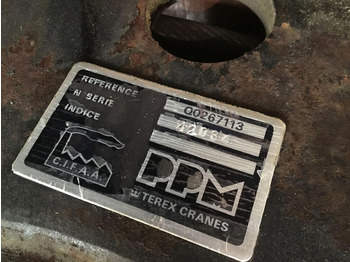 REFERENCE 00267113
N SERIE
INDICE
C.I.F.A.A
PPM
TEREX CRANES